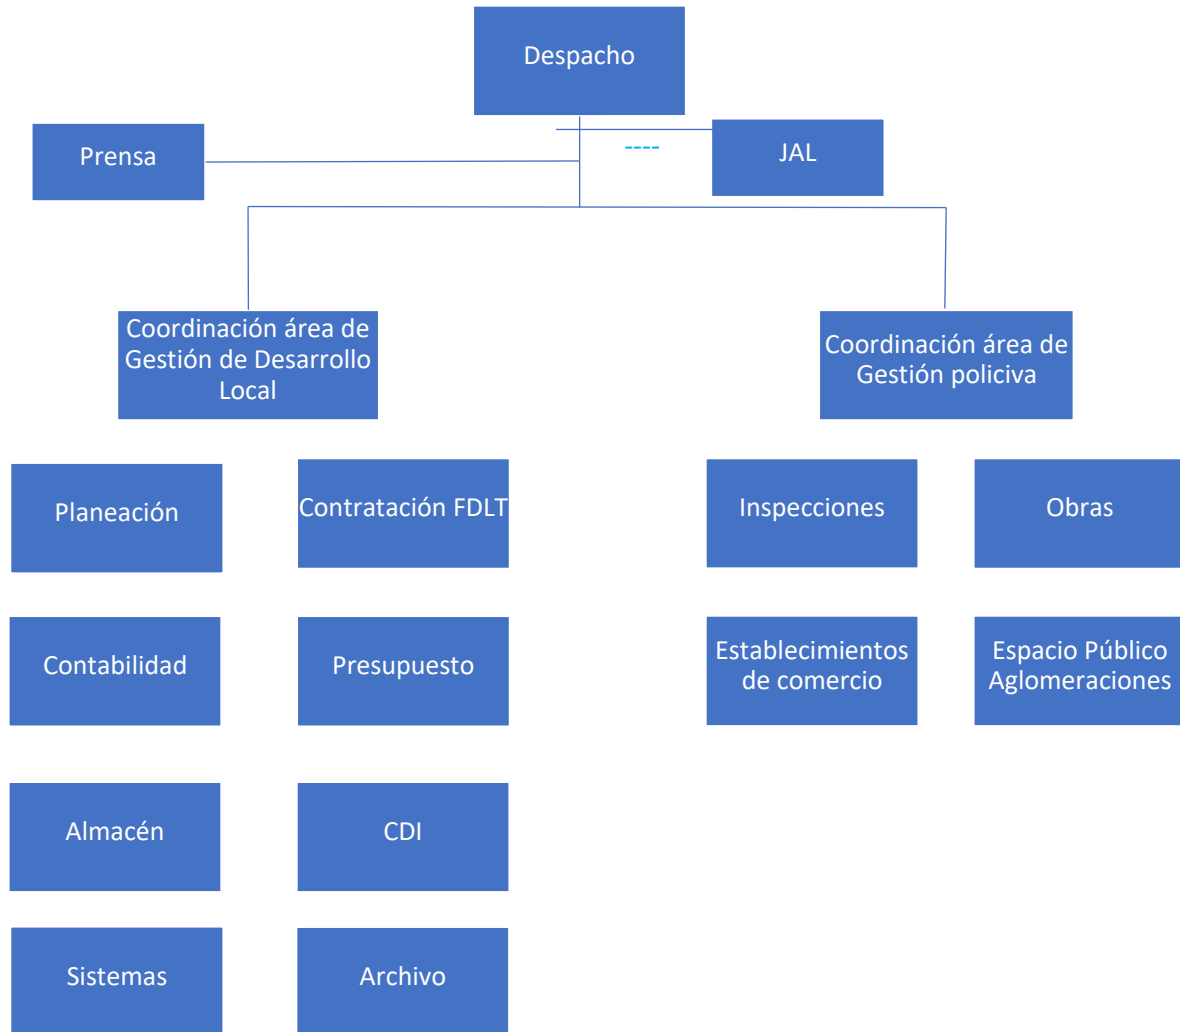 Despacho
Prensa
----
JAL
Coordinación área de
Gestión de Desarrollo
Local
Coordinación área de
Gestión policiva
Planeación
Contratación FDLT
Inspecciones
Obras
Contabilidad
Presupuesto
Establecimientos
de comercio
Espacio Público
Aglomeraciones
Almacén
CDI
Sistemas
Archivo